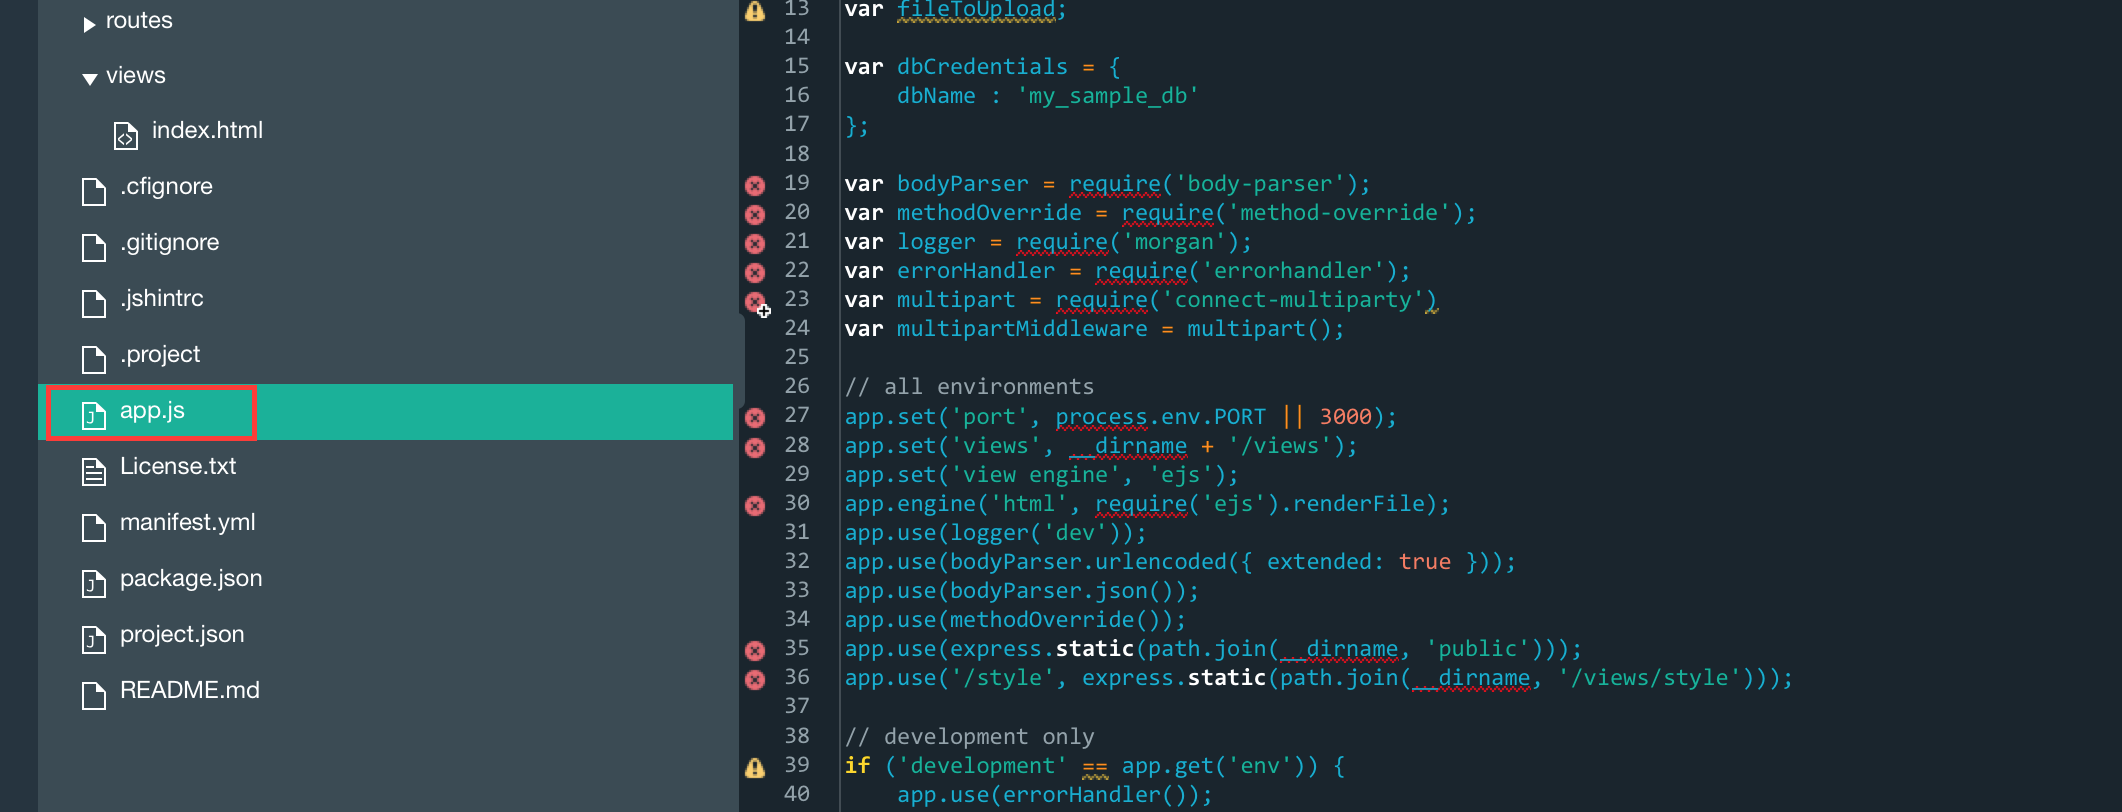 routes
views
index.html
.cfignore
.gitignore
.jshintrc
.project
app.js
License.txt
manifest.yml
package.json
project.json
README.md
13 var fileToUpload;
14
15 var dbCredentials = {
16     dbName : 'my_sample_db'
17 };
18
19 var bodyParser = require('body-parser');
20 var methodOverride = require('method-override');
21 var logger = require('morgan');
22 var errorHandler = require('errorhandler');
23 var multipart = require('connect-multiparty')
24 var multipartMiddleware = multipart();
25
26 // all environments
27 app.set('port', process.env.PORT || 3000);
28 app.set('views', __dirname + '/views');
29 app.set('view engine', 'ejs');
30 app.engine('html', require('ejs').renderFile);
31 app.use(logger('dev'));
32 app.use(bodyParser.urlencoded({ extended: true }));
33 app.use(bodyParser.json());
34 app.use(methodOverride());
35 app.use(express.static(path.join(__dirname, 'public')));
36 app.use('/style', express.static(path.join(__dirname, '/views/style')));
37
38 // development only
39 if ('development' == app.get('env')) {
40     app.use(errorHandler());